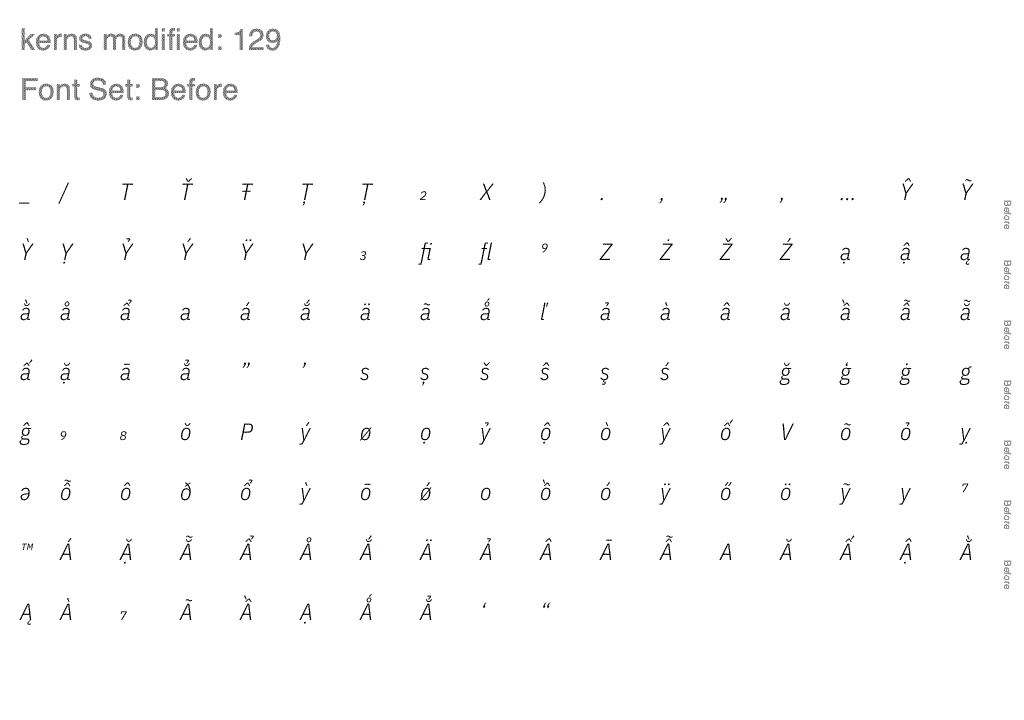 kerns modified: 129
Font Set: Before
_ / T Ť Ŧ Ţ Ț ₂ X ) . , „ ‚ … Ŷ Ỹ
Ỳ Ỵ Ỷ Ý Ÿ Y ₃ fi fl ⁹ Z Ż Ž Ź ạ ậ ą
ằ å ẩ a á ắ ä ã ǻ ľ ả à â ă ầ ẫ ẵ
ấ ặ ā ẳ ” ’ s ș š ŝ ş ś ğ ģ ġ g
ĝ ₉ ₈ ŏ P ý ø ọ ỷ ộ ò ŷ ố V õ ỏ ỵ
ə ỗ ô ð ổ ỳ ō ǿ o ồ ó ÿ ő ö ỹ y ⁷
™ Á Ặ Ẵ Ẩ Å Ắ Ä Ả Â Ā Ẫ A Ă Ấ Ậ Ằ
Ą À ₇ Ã Ầ Ạ Ǻ Ẳ ‘ “
Before
Before
Before
Before
Before
Before
Before